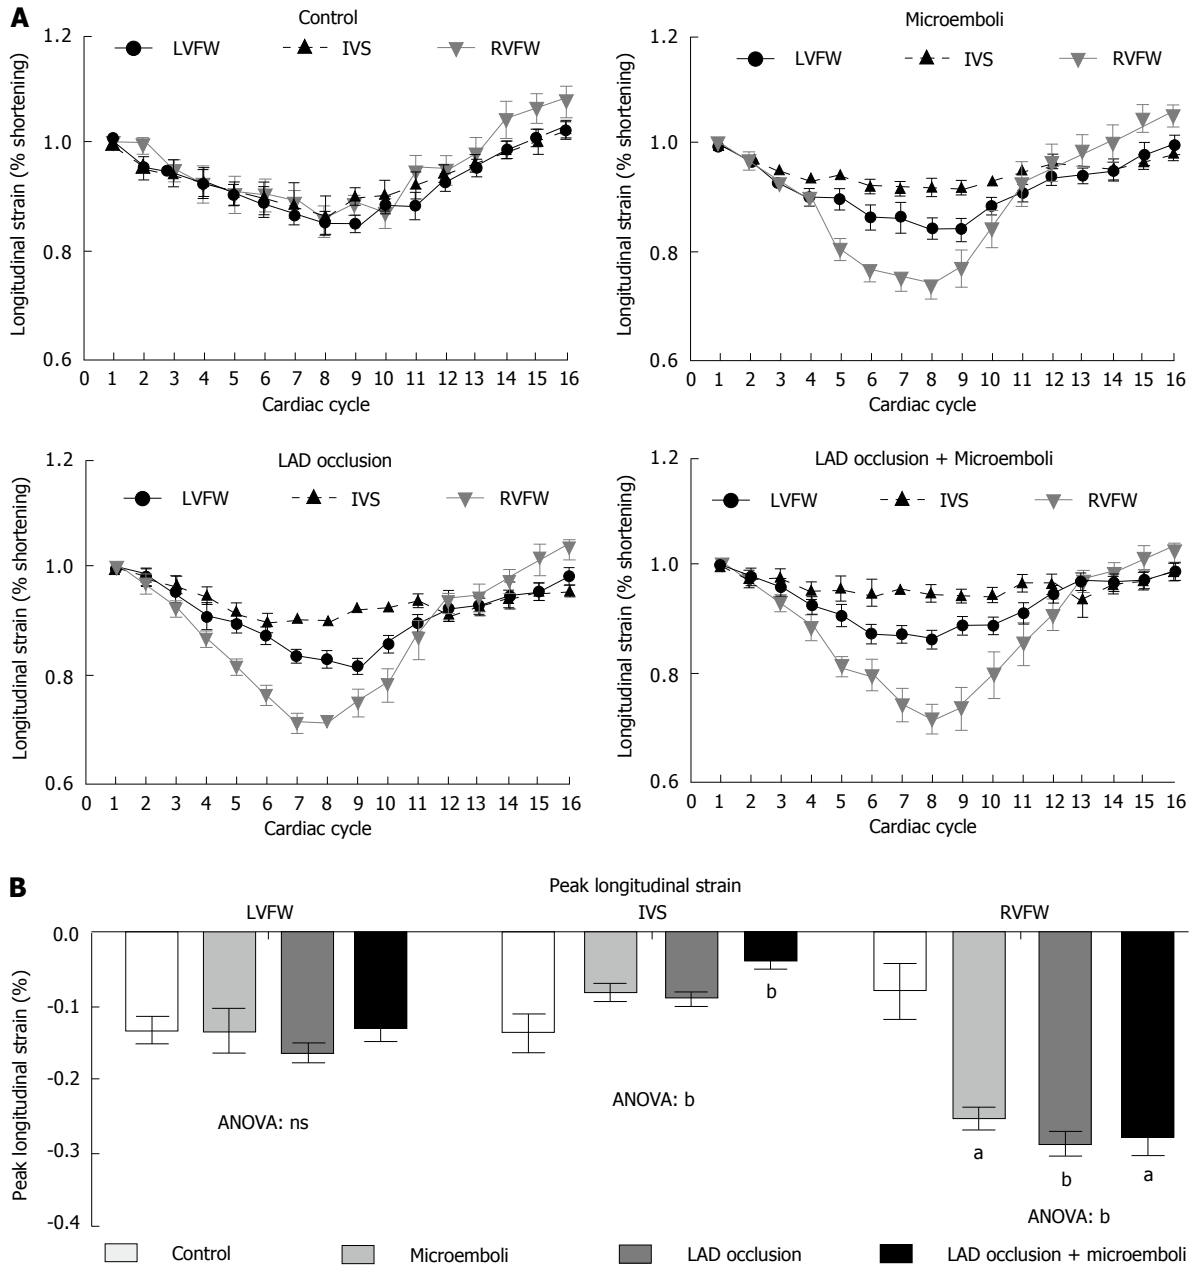 A
Control
LVFW IVS RVFW
Longitudinal strain (% shortening)
1.2
1.0
0.8
0.6
0 1 2 3 4 5 6 7 8 9 10 11 12 13 14 15 16
Cardiac cycle
Microemboli
LVFW IVS RVFW
Longitudinal strain (% shortening)
1.2
1.0
0.8
0.6
0 1 2 3 4 5 6 7 8 9 10 11 12 13 14 15 16
Cardiac cycle
LAD occlusion
LVFW IVS RVFW
Longitudinal strain (% shortening)
1.2
1.0
0.8
0.6
0 1 2 3 4 5 6 7 8 9 10 11 12 13 14 15 16
Cardiac cycle
LAD occlusion + Microemboli
LVFW IVS RVFW
Longitudinal strain (% shortening)
1.2
1.0
0.8
0.6
0 1 2 3 4 5 6 7 8 9 10 11 12 13 14 15 16
Cardiac cycle
B
Peak longitudinal strain
LVFW IVS RVFW
Peak longitudinal strain (%)
0.0
-0.1
-0.2
-0.3
-0.4
b
a b a
ANOVA: ns
ANOVA: b
ANOVA: b
Control Microemboli LAD occlusion LAD occlusion + microemboli